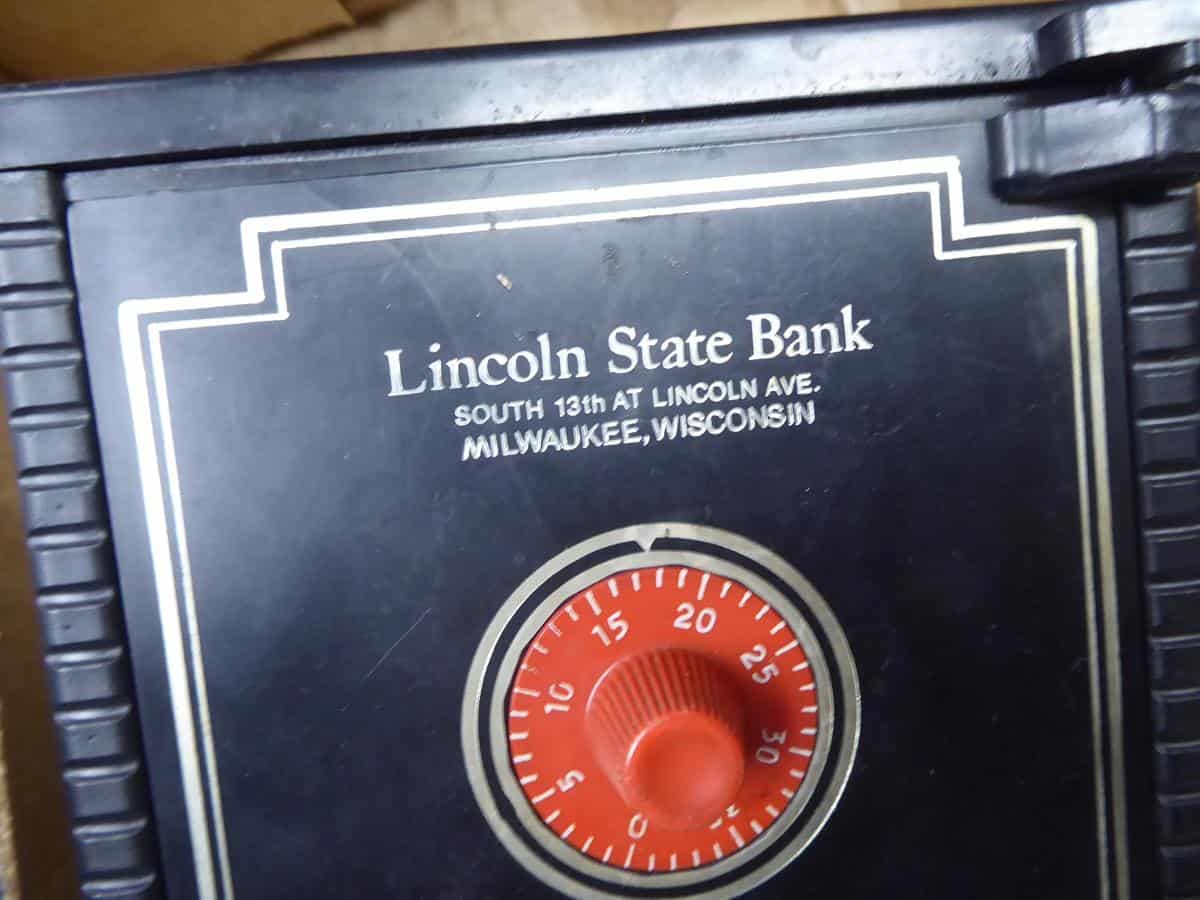 Lincoln State Bank
SOUTH 13th AT LINCOLN AVE.
MILWAUKEE, WISCONSIN
15
20
10
25
5
30
0